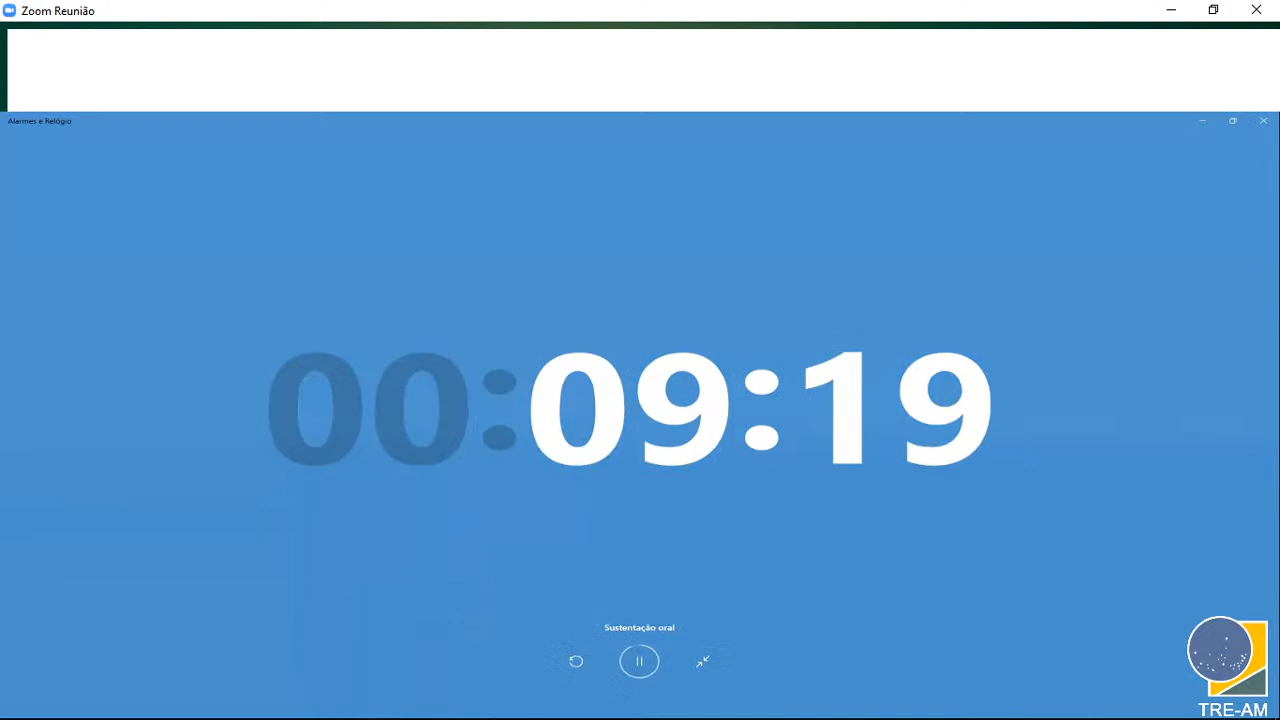 Zoom Reunião
Alarmes e Relógio
00:09:19
Sustentação oral
TRE-AM